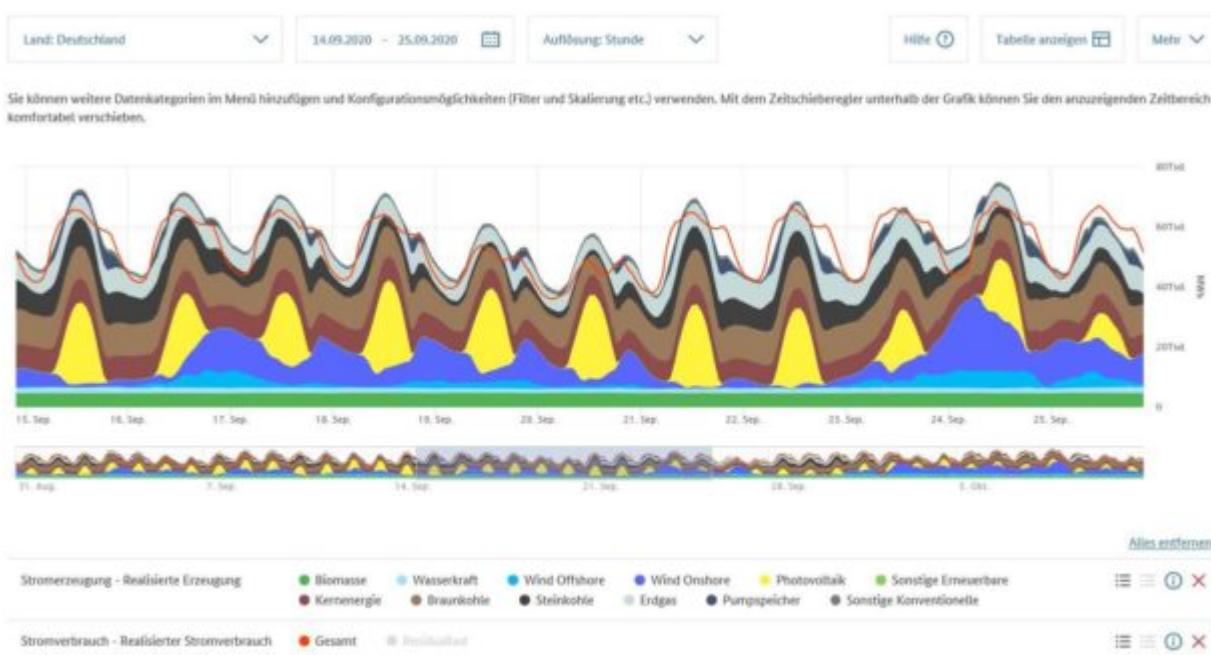 Land: Deutschland
14.09.2020 - 25.09.2020
Auflösung: Stunde
Hilfe
Tabelle anzeigen
Mehr
Sie können weitere Datenkategorien im Menü hinzufügen und Konfigurationsmöglichkeiten (Filter und Skalierung etc.) verwenden. Mit dem Zeitschieberegler unterhalb der Grafik können Sie den anzuzeigenden Zeitbereich
komfortabel verschieben.
80Tsd.
60Tsd.
40Tsd.
20Tsd.
0
MWh
15. Sep. 16. Sep. 17. Sep. 18. Sep. 19. Sep. 20. Sep. 21. Sep. 22. Sep. 23. Sep. 24. Sep. 25. Sep.
31. Aug. 7. Sep. 14. Sep. 21. Sep. 28. Sep. 5. Okt.
Alles entfernen
Stromerzeugung - Realisierte Erzeugung
Biomasse Wasserkraft Wind Offshore Wind Onshore Photovoltaik Sonstige Erneuerbare
Kernenergie Braunkohle Steinkohle Erdgas Pumpspeicher Sonstige Konventionelle
Stromverbrauch - Realisierter Stromverbrauch
Gesamt Residuallast